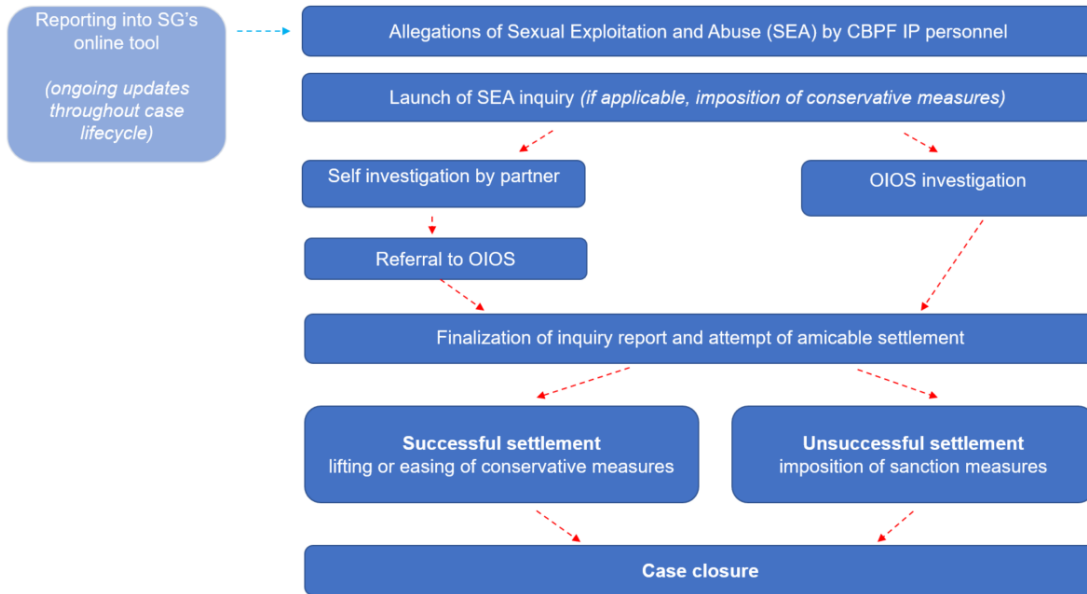 Reporting into SG's
online tool
(ongoing updates
throughout case
lifecycle)
Allegations of Sexual Exploitation and Abuse (SEA) by CBPF IP personnel
Launch of SEA inquiry (if applicable, imposition of conservative measures)
Self investigation by partner
OIOS investigation
Referral to OIOS
Finalization of inquiry report and attempt of amicable settlement
Successful settlement
lifting or easing of conservative measures
Unsuccessful settlement
imposition of sanction measures
Case closure